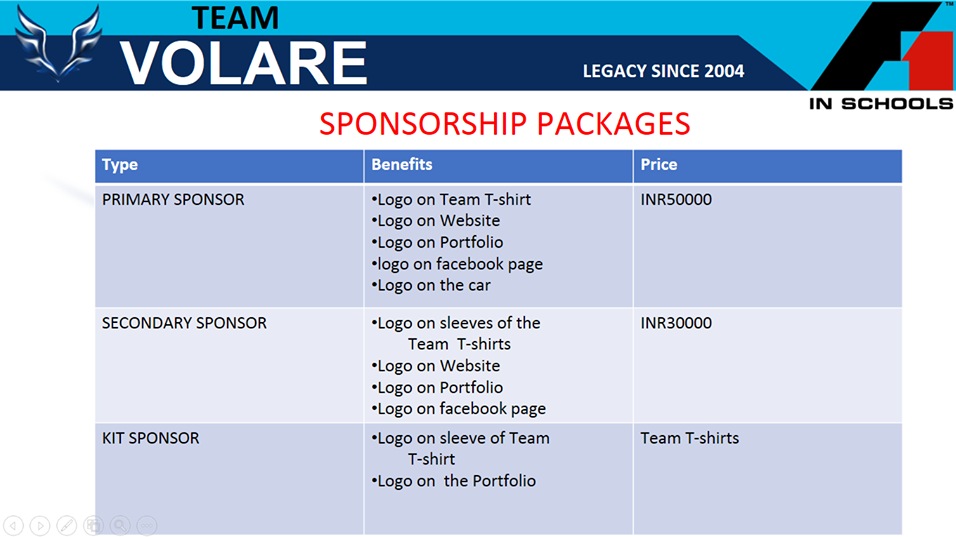 TEAM
VOLARE
LEGACY SINCE 2004
TM
IN SCHOOLS
SPONSORSHIP PACKAGES
Type Benefits Price
PRIMARY SPONSOR •Logo on Team T-shirt INR50000
•Logo on Website
•Logo on Portfolio
•logo on facebook page
•Logo on the car
SECONDARY SPONSOR •Logo on sleeves of the INR30000
Team T-shirts
•Logo on Website
•Logo on Portfolio
•Logo on facebook page
KIT SPONSOR •Logo on sleeve of Team Team T-shirts
T-shirt
•Logo on the Portfolio